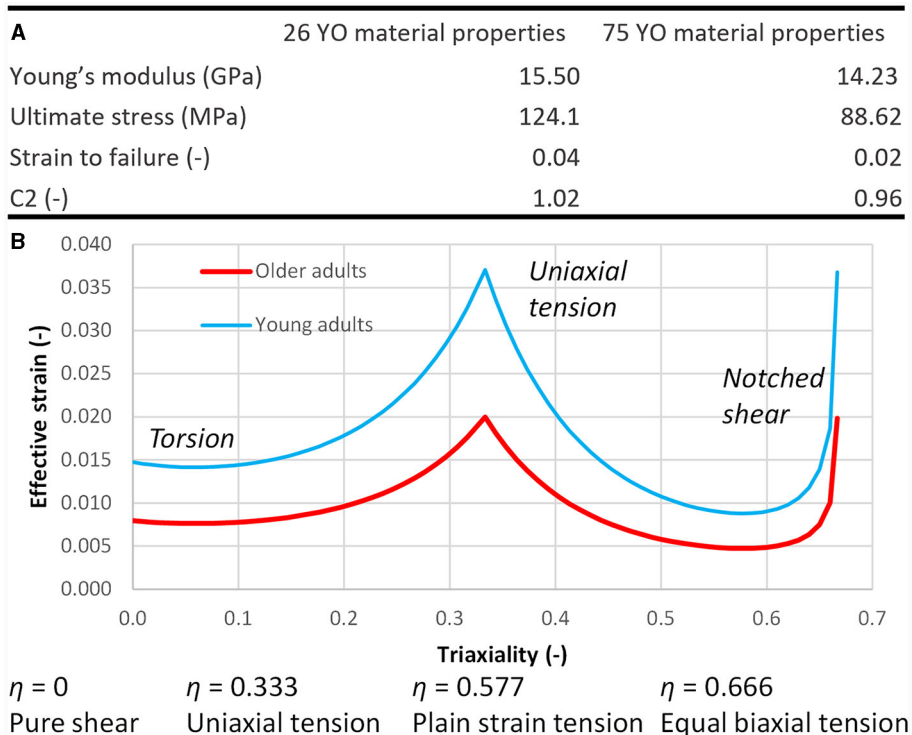 A
26 YO material properties 75 YO material properties
Young’s modulus (GPa) 15.50 14.23
Ultimate stress (MPa) 124.1 88.62
Strain to failure (-) 0.04 0.02
C2 (-) 1.02 0.96
B
0.040
0.035
0.030
0.025
0.020
0.015
0.010
0.005
0.000
Effective strain (-)
Older adults
Young adults
Uniaxial
tension
Notched
shear
Torsion
0.0 0.1 0.2 0.3 0.4 0.5 0.6 0.7
Triaxiality (-)
η = 0 η = 0.333 η = 0.577 η = 0.666
Pure shear Uniaxial tension Plain strain tension Equal biaxial tension